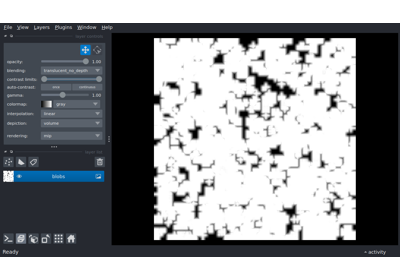 File View Layers Plugins Window Help
opacity: 1.00
blending: translucent_no_depth
contrast limits:
auto-contrast: once continuous
gamma: 1.00
colormap: gray
interpolation: linear
depiction: volume
rendering: mip
blobs
Ready
activity